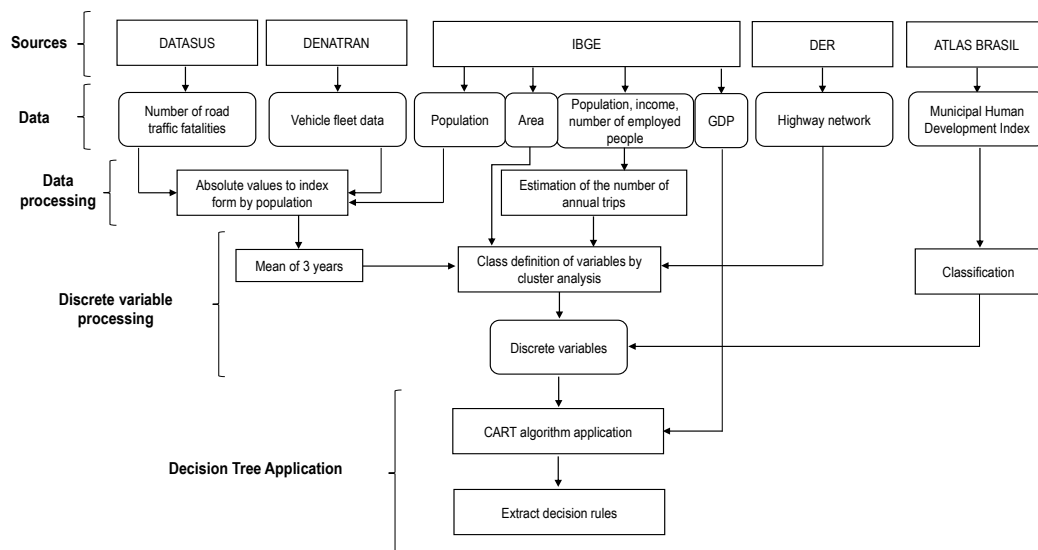 Sources
DATASUS
DENATRAN
IBGE
DER
ATLAS BRASIL
Data
Number of road
traffic fatalities
Vehicle fleet data
Population
Area
Population, income,
number of employed
people
GDP
Highway network
Municipal Human
Development Index
Data
processing
Absolute values to index
form by population
Estimation of the number of
annual trips
Discrete variable
processing
Mean of 3 years
Class definition of variables by
cluster analysis
Classification
Discrete variables
Decision Tree Application
CART algorithm application
Extract decision rules